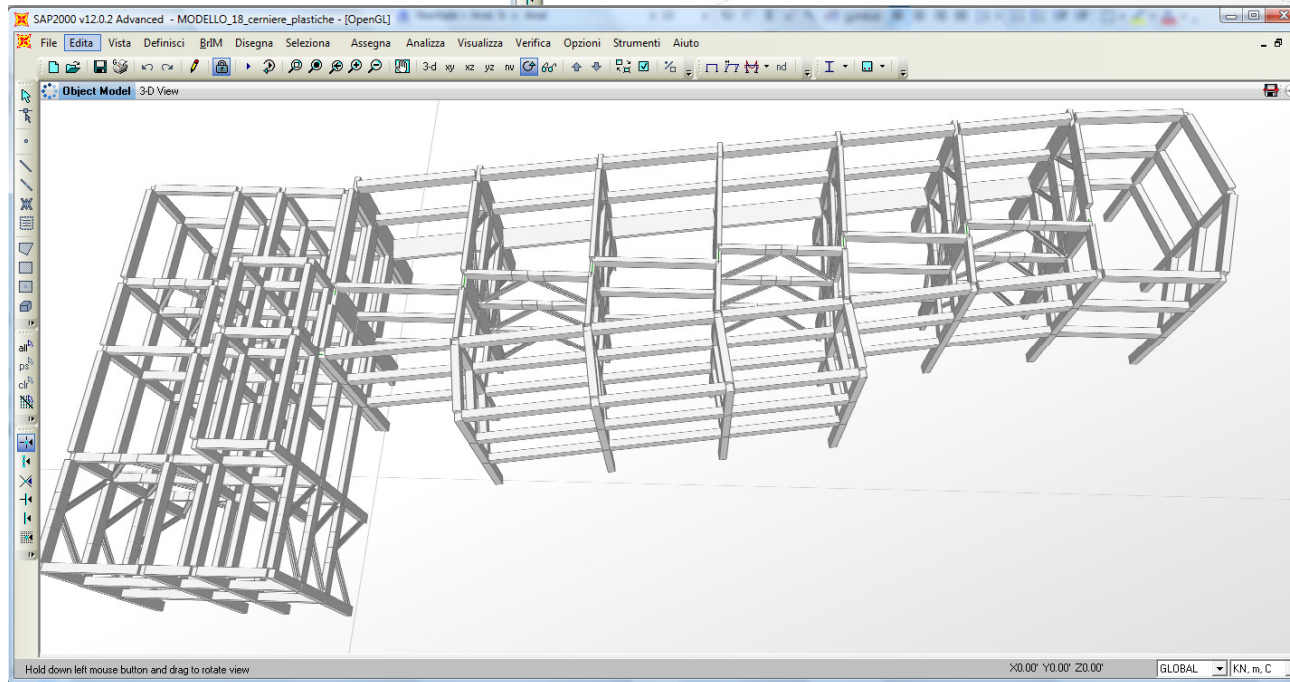 SAP2000 v12.0.2 Advanced - MODELLO_18_cerniere_plastiche - [OpenGL]
File Edita Vista Definisci BrIM Disegna Seleziona Assegna Analizza Visualizza Verifica Opzioni Strumenti Aiuto
3-d xy xz yz nv nd
Object Model 3-D View
all
ps
clr
Hold down left mouse button and drag to rotate view X0.00' Y0.00' Z0.00' GLOBAL KN, m, C